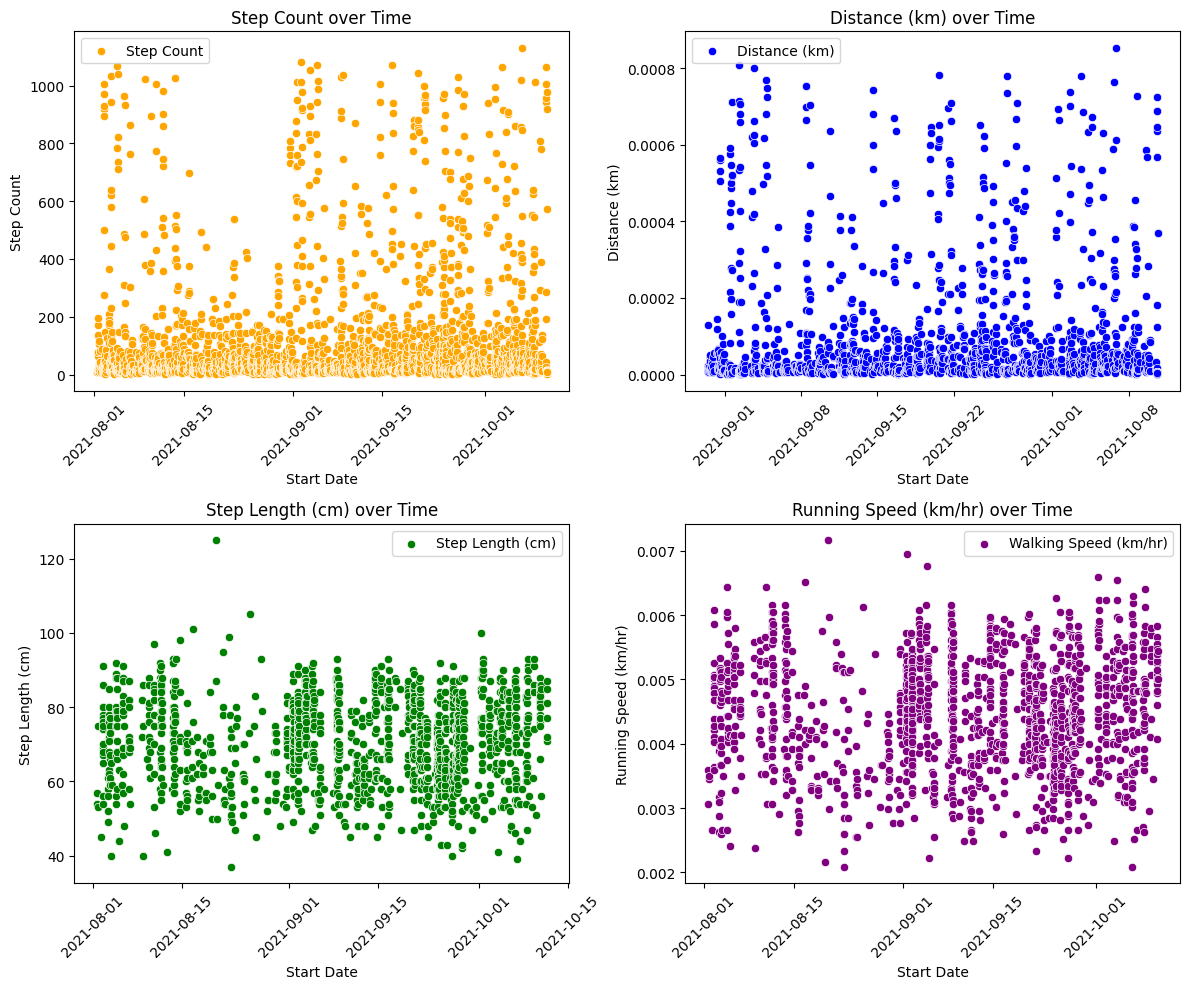 Step Count over Time
Step Count
Step Count
1000
800
600
400
200
0
2021-08-01
2021-08-15
2021-09-01
2021-09-15
2021-10-01
Start Date
Distance (km) over Time
Distance (km)
Distance (km)
0.0008
0.0006
0.0004
0.0002
0.0000
2021-09-01
2021-09-08
2021-09-15
2021-09-22
2021-10-01
2021-10-08
Start Date
Step Length (cm) over Time
Step Length (cm)
Step Length (cm)
120
100
80
60
40
2021-08-01
2021-08-15
2021-09-01
2021-09-15
2021-10-01
2021-10-15
Start Date
Running Speed (km/hr) over Time
Walking Speed (km/hr)
Running Speed (km/hr)
0.007
0.006
0.005
0.004
0.003
0.002
2021-08-01
2021-08-15
2021-09-01
2021-09-15
2021-10-01
Start Date